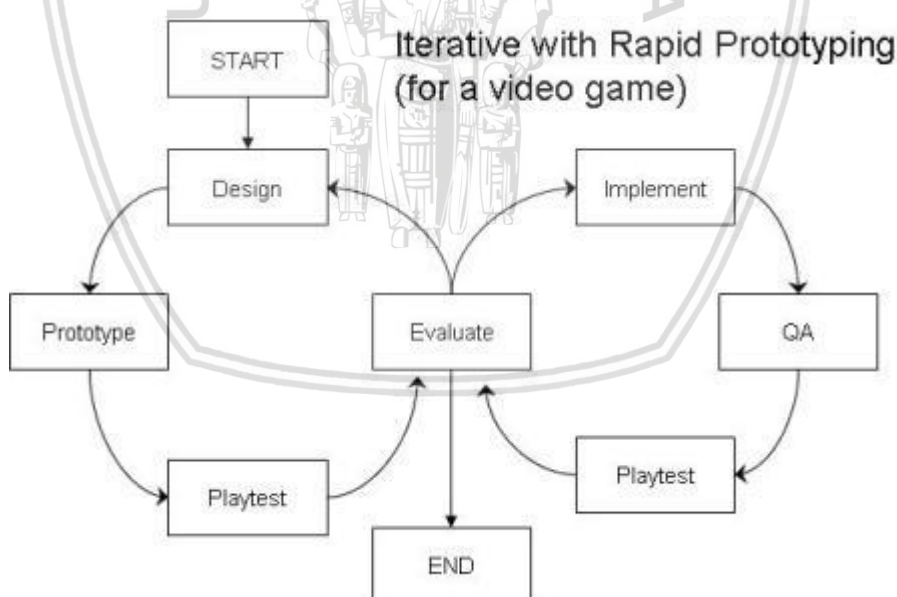 START
Iterative with Rapid Prototyping
(for a video game)
Design
Implement
Prototype
Evaluate
QA
Playtest
Playtest
END